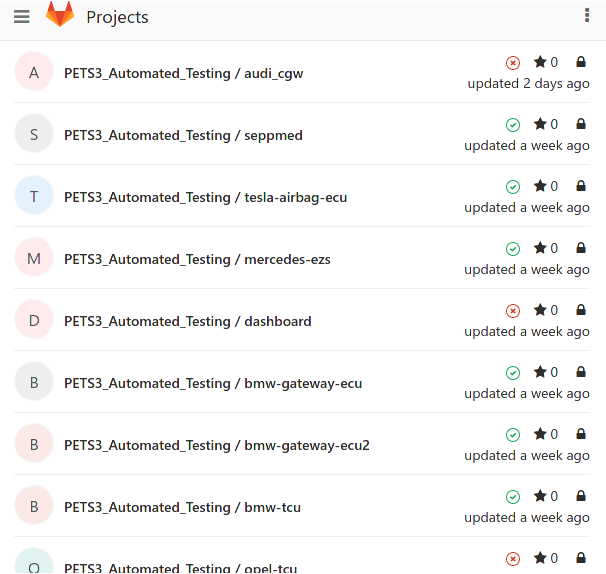 Projects
A PETS3_Automated_Testing / audi_cgw 0
updated 2 days ago
S PETS3_Automated_Testing / seppmed 0
updated a week ago
T PETS3_Automated_Testing / tesla-airbag-ecu 0
updated a week ago
M PETS3_Automated_Testing / mercedes-ezs 0
updated a week ago
D PETS3_Automated_Testing / dashboard 0
updated a week ago
B PETS3_Automated_Testing / bmw-gateway-ecu 0
updated a week ago
B PETS3_Automated_Testing / bmw-gateway-ecu2 0
updated a week ago
B PETS3_Automated_Testing / bmw-tcu 0
updated a week ago
O PETS3_Automated_Testing / opel-tcu 0